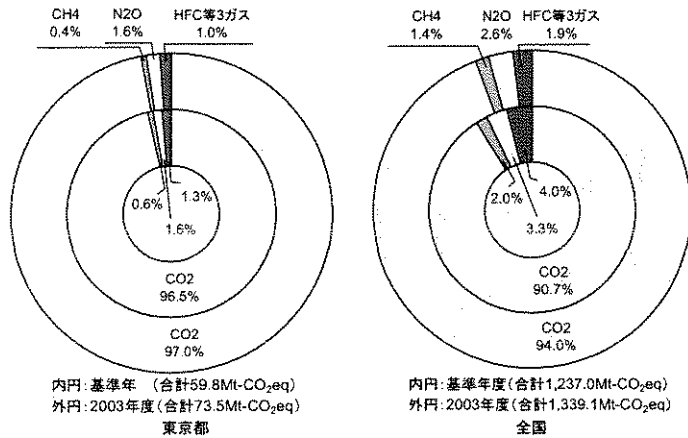 CH4 N2O HFC等3ガス
0.4% 1.6% 1.0%
0.6% 1.3%
1.6%
CO2
96.5%
CO2
97.0%
内円:基準年 (合計59.8Mt-CO₂eq)
外円:2003年度(合計73.5Mt-CO₂eq)
東京都
CH4 N2O HFC等3ガス
1.4% 2.6% 1.9%
2.0% 4.0%
3.3%
CO2
90.7%
CO2
94.0%
内円:基準年度(合計1,237.0Mt-CO₂eq)
外円:2003年度(合計1,339.1Mt-CO₂eq)
全国